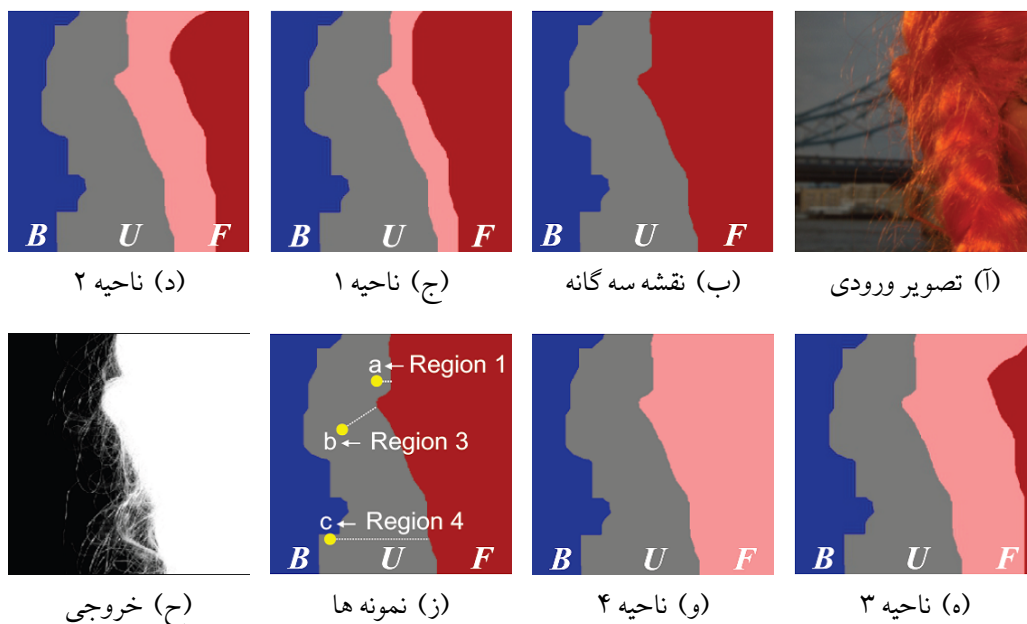 B U F
B U F
B U F
(آ) تصویر ورودی
(ب) نقشه سه گانه
(ج) ناحیه ۱
(د) ناحیه ۲
a ← Region 1
b ← Region 3
c ← Region 4
B U F
B U F
B U F
(ه) ناحیه ۳
(و) ناحیه ۴
(ز) نمونه ها
(ح) خروجی